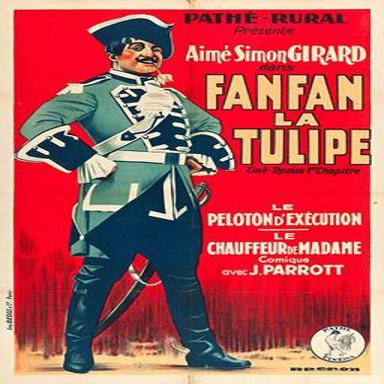 PATHÉ-RURAL
Présente
Aimé Simon GIRARD
dans
FANFAN
LA
TULIPE
Ciné-Roman 1er Chapitre
LE
PELOTON D'EXÉCUTION
LE
CHAUFFEUR DE MADAME
Comique
avec J. PARROTT
PATHÉ